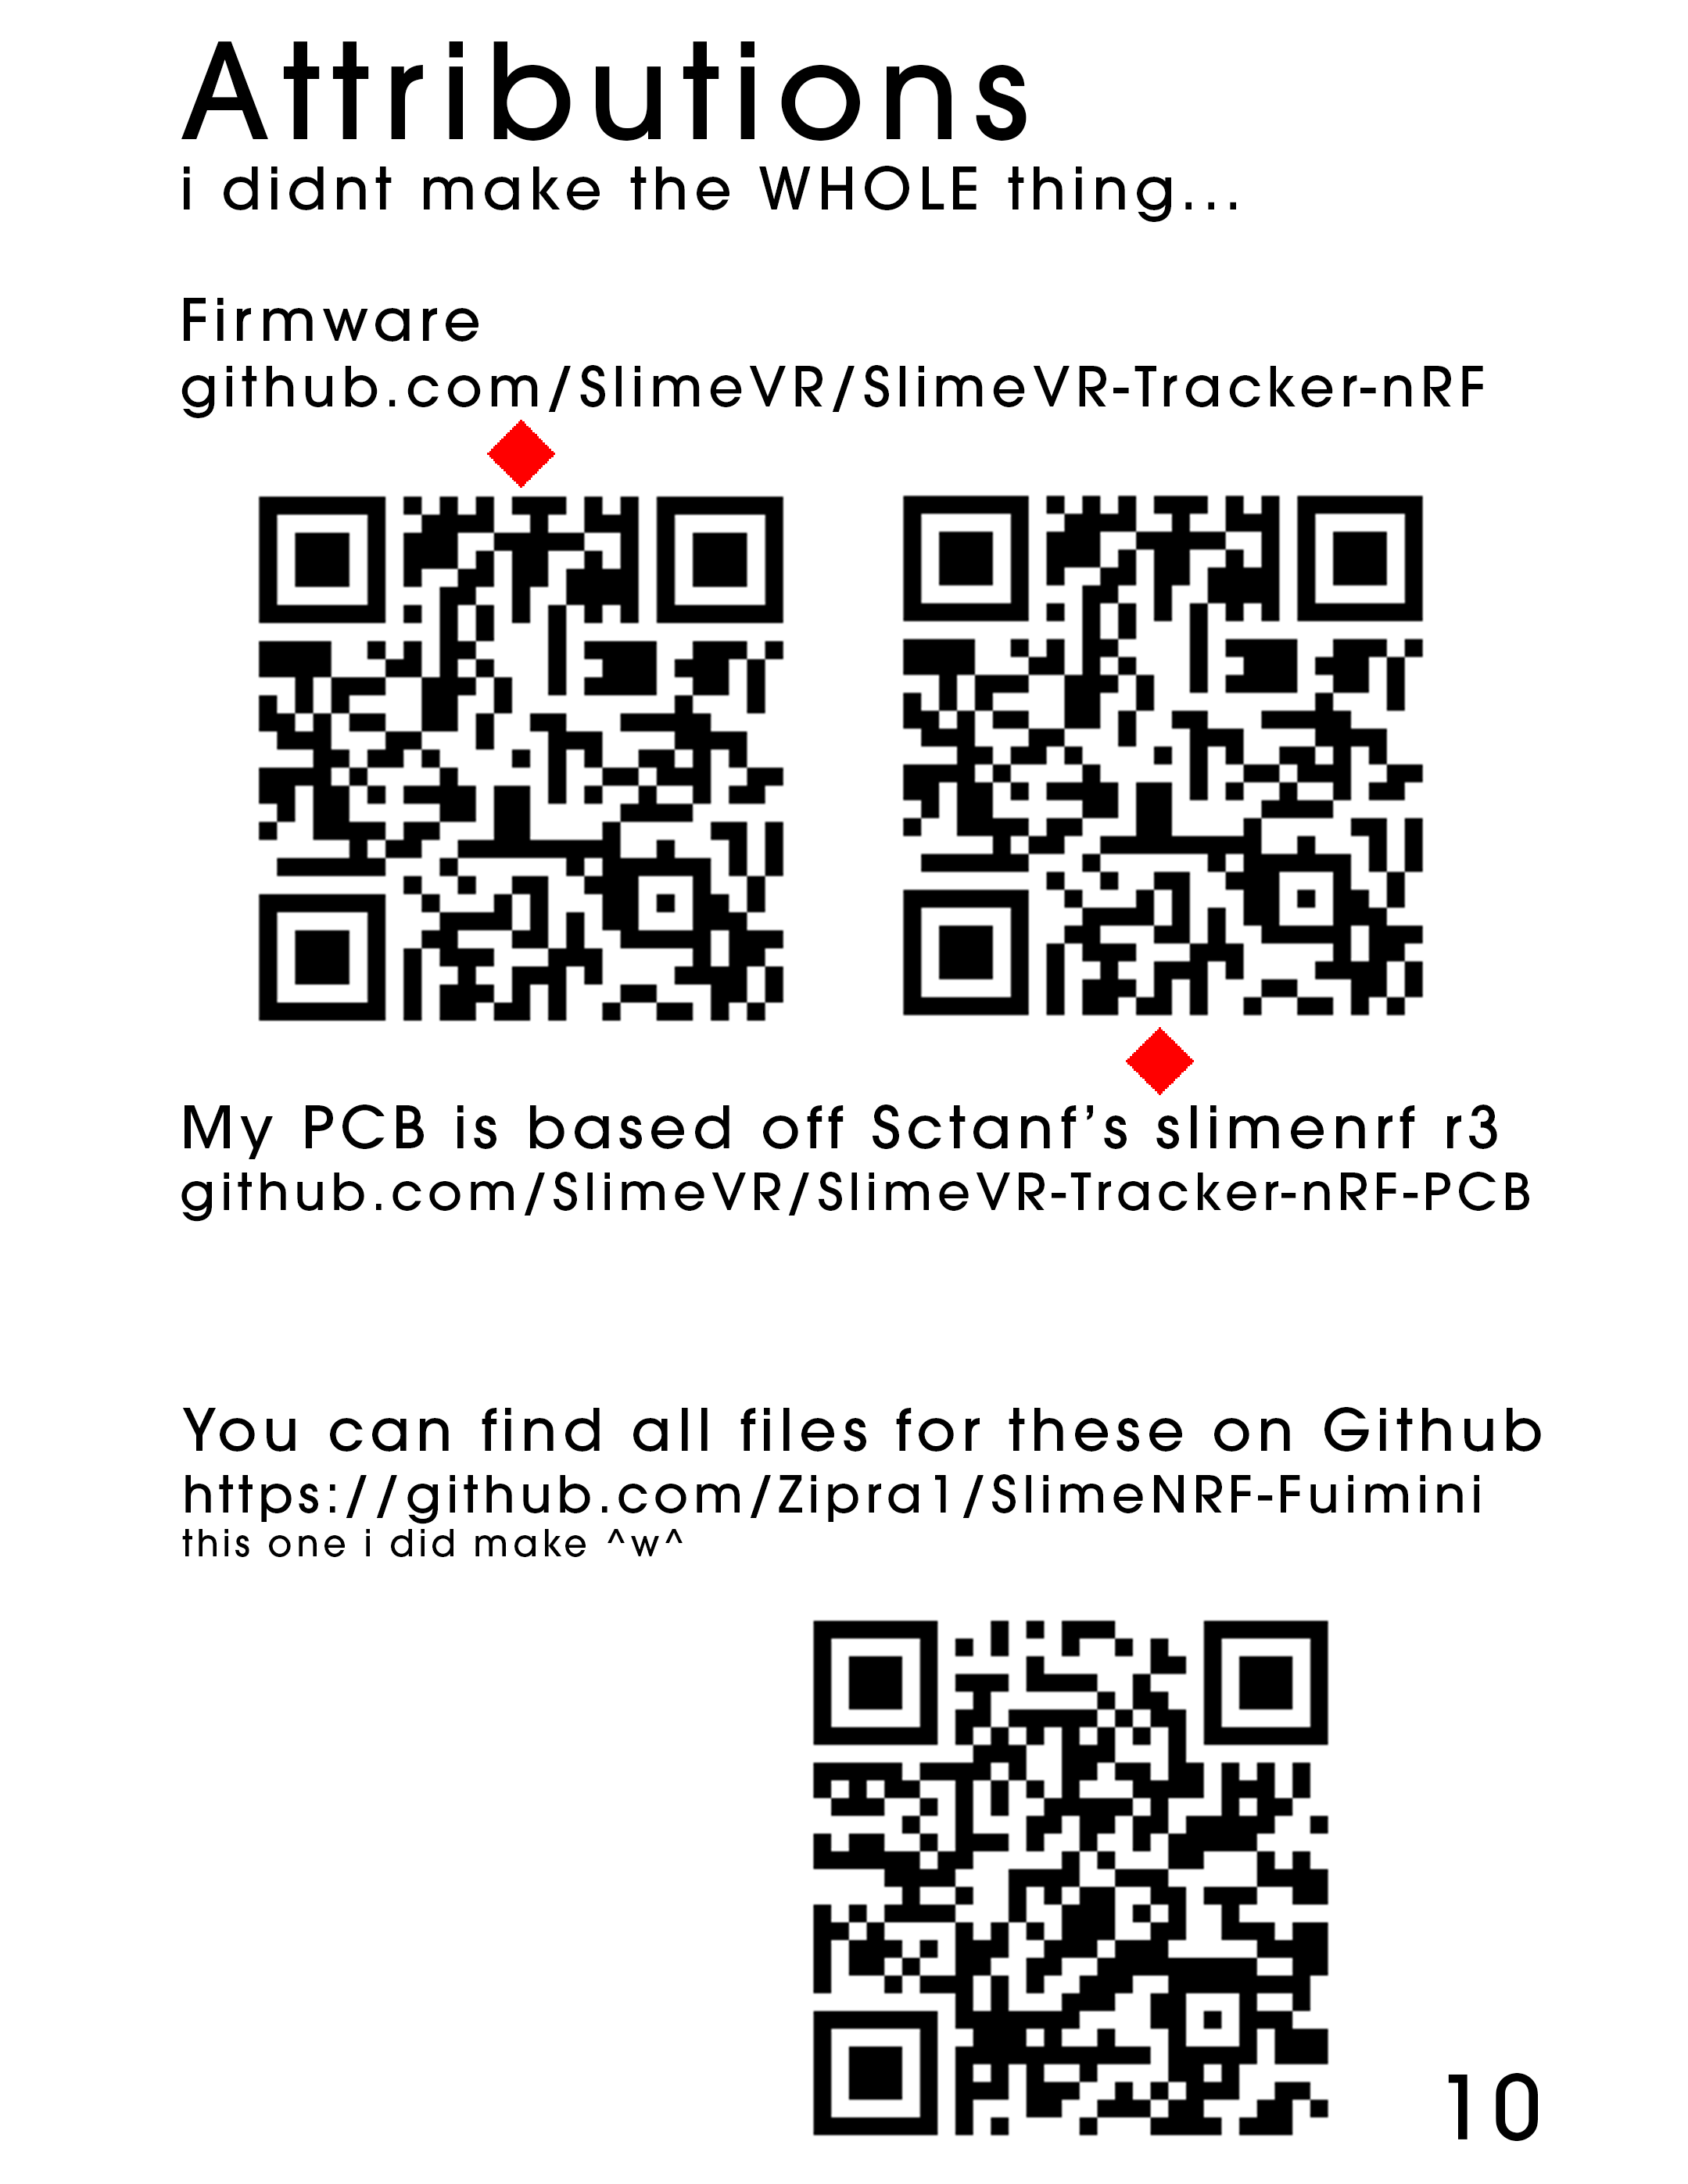 Attributions
i didnt make the WHOLE thing...
Firmware
github.com/SlimeVR/SlimeVR-Tracker-nRF
My PCB is based off Sctanf’s slimenrf r3
github.com/SlimeVR/SlimeVR-Tracker-nRF-PCB
You can find all files for these on Github
https://github.com/Zipra1/SlimeNRF-Fuimini
this one i did make ^w^
10